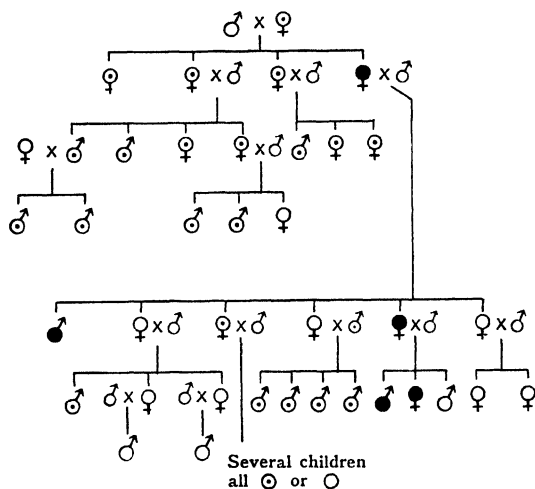 Several children
all ⊙ or ○